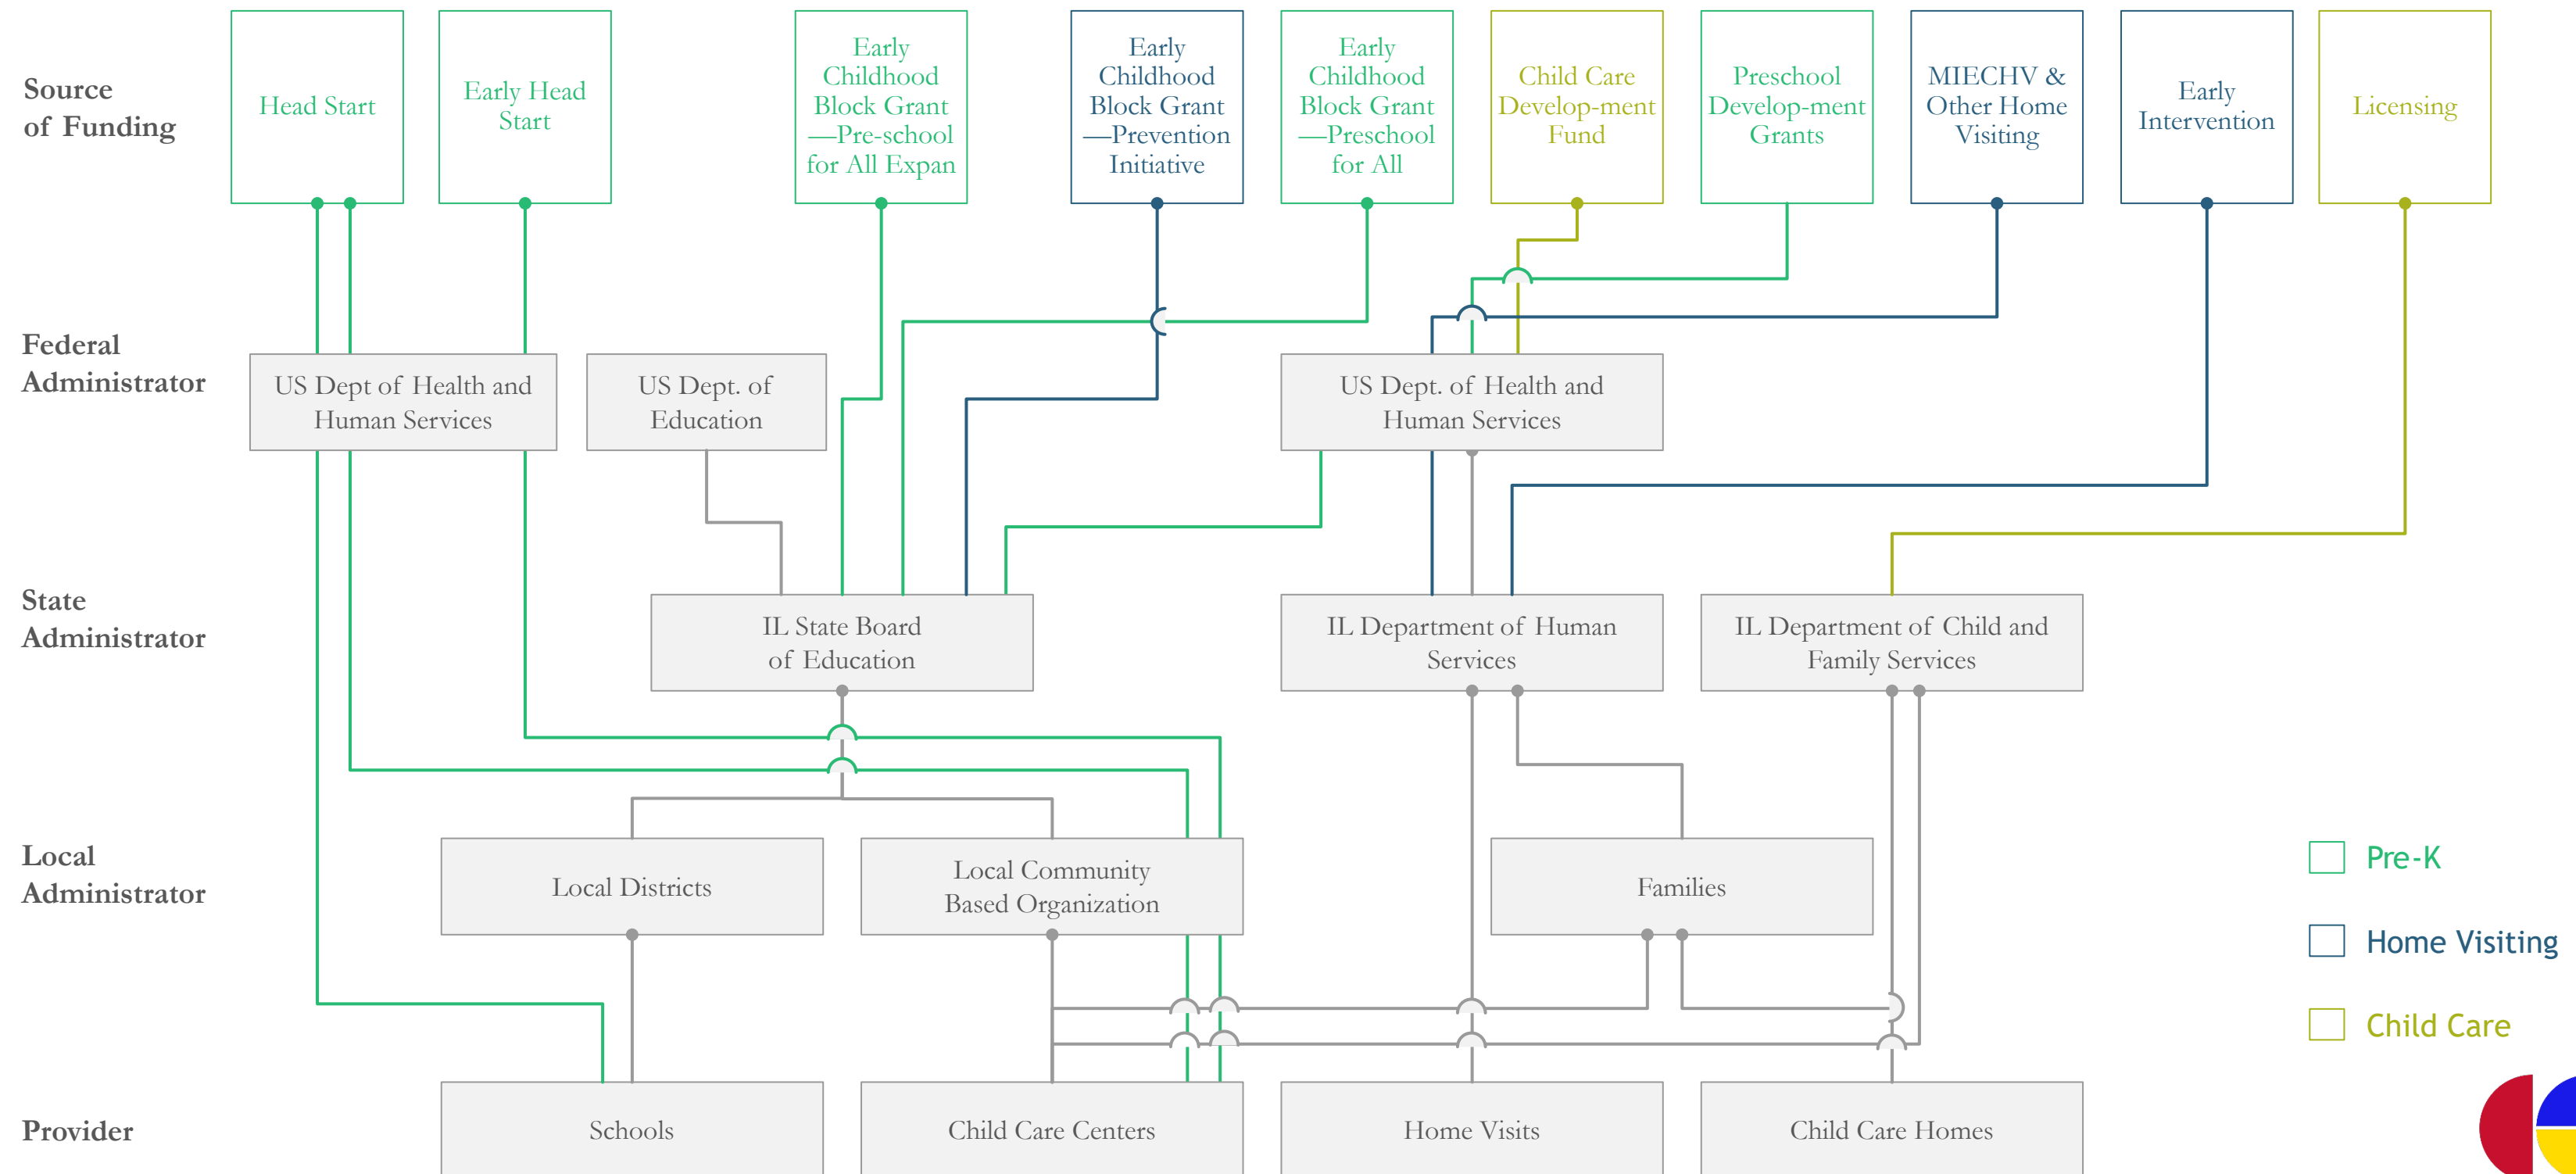 Source
of Funding
Head Start
Early Head
Start
Early
Childhood
Block Grant
—Pre-school
for All Expan
Early
Childhood
Block Grant
—Prevention
Initiative
Early
Childhood
Block Grant
—Preschool
for All
Child Care
Develop-ment
Fund
Preschool
Develop-ment
Grants
MIECHV &
Other Home
Visiting
Early
Intervention
Licensing
Federal
Administrator
US Dept of Health and
Human Services
US Dept. of
Education
US Dept. of Health and
Human Services
State
Administrator
IL State Board
of Education
IL Department of Human
Services
IL Department of Child and
Family Services
Local
Administrator
Local Districts
Local Community
Based Organization
Families
Pre-K
Home Visiting
Child Care
Provider
Schools
Child Care Centers
Home Visits
Child Care Homes